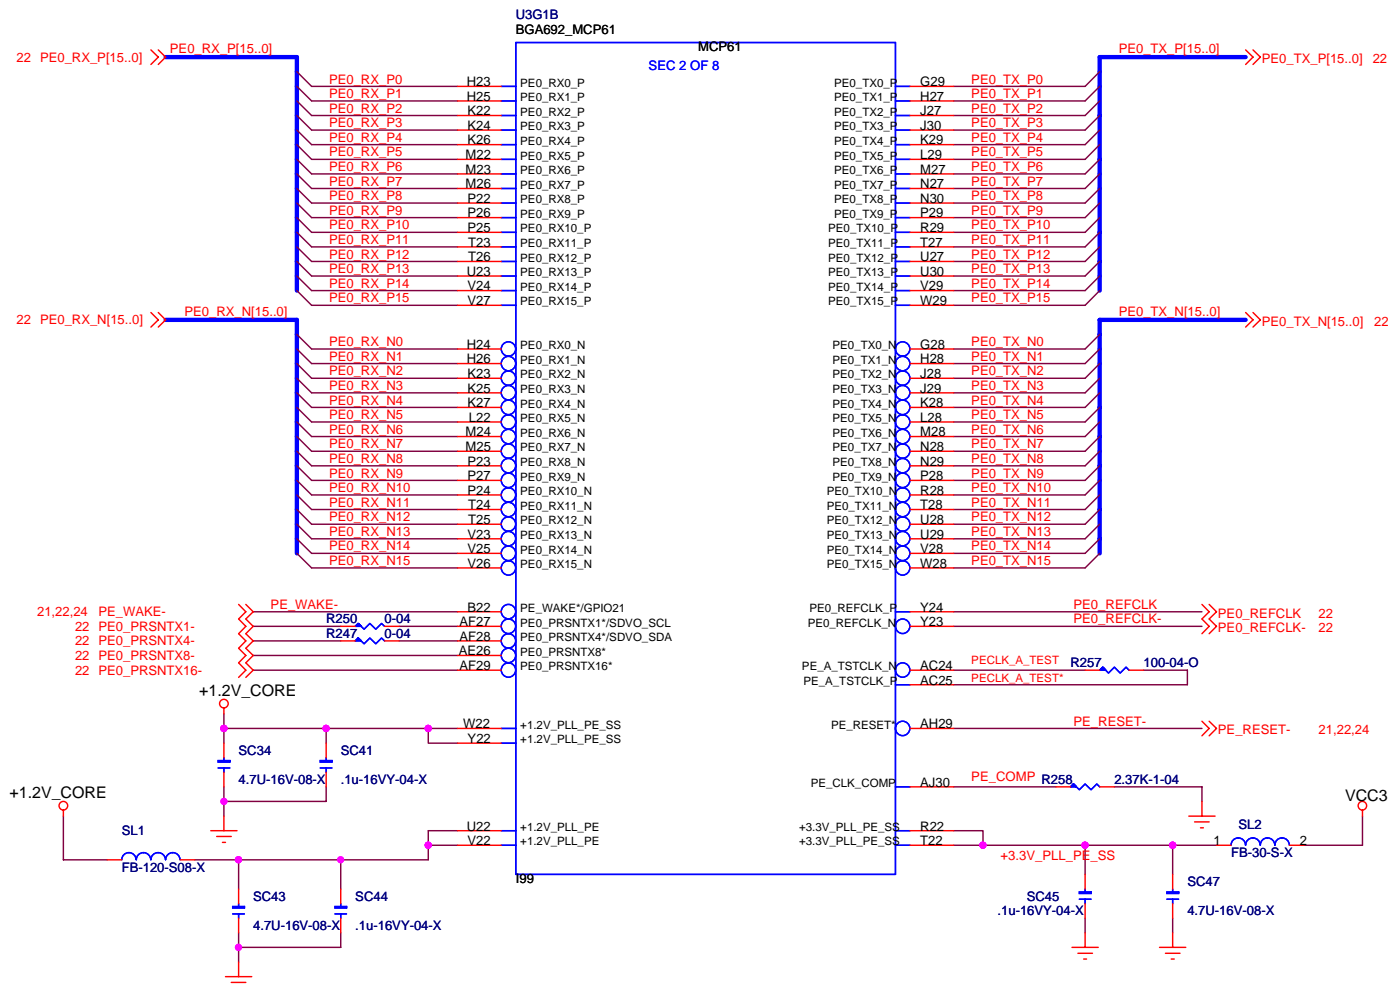 U3G1B
BGA692_MCP61
MCP61
SEC 2 OF 8
22 PE0_RX_P[15..0] PE0_RX_P[15..0] PE0_TX_P[15..0] PE0_TX_P[15..0] 22
PE0_RX_P0 H23 PE0_RX0_P PE0_TX0_P G29 PE0_TX_P0
PE0_RX_P1 H25 PE0_RX1_P PE0_TX1_P H27 PE0_TX_P1
PE0_RX_P2 K22 PE0_RX2_P PE0_TX2_P J27 PE0_TX_P2
PE0_RX_P3 K24 PE0_RX3_P PE0_TX3_P J30 PE0_TX_P3
PE0_RX_P4 K26 PE0_RX4_P PE0_TX4_P K29 PE0_TX_P4
PE0_RX_P5 M22 PE0_RX5_P PE0_TX5_P L29 PE0_TX_P5
PE0_RX_P6 M23 PE0_RX6_P PE0_TX6_P M27 PE0_TX_P6
PE0_RX_P7 M26 PE0_RX7_P PE0_TX7_P N27 PE0_TX_P7
PE0_RX_P8 P22 PE0_RX8_P PE0_TX8_P N30 PE0_TX_P8
PE0_RX_P9 P26 PE0_RX9_P PE0_TX9_P P29 PE0_TX_P9
PE0_RX_P10 P25 PE0_RX10_P PE0_TX10_P R29 PE0_TX_P10
PE0_RX_P11 T23 PE0_RX11_P PE0_TX11_P T27 PE0_TX_P11
PE0_RX_P12 T26 PE0_RX12_P PE0_TX12_P U27 PE0_TX_P12
PE0_RX_P13 U23 PE0_RX13_P PE0_TX13_P U30 PE0_TX_P13
PE0_RX_P14 V24 PE0_RX14_P PE0_TX14_P V29 PE0_TX_P14
PE0_RX_P15 V27 PE0_RX15_P PE0_TX15_P W29 PE0_TX_P15
22 PE0_RX_N[15..0] PE0_RX_N[15..0] PE0_TX_N[15..0] PE0_TX_N[15..0] 22
PE0_RX_N0 H24 PE0_RX0_N PE0_TX0_N G28 PE0_TX_N0
PE0_RX_N1 H26 PE0_RX1_N PE0_TX1_N H28 PE0_TX_N1
PE0_RX_N2 K23 PE0_RX2_N PE0_TX2_N J28 PE0_TX_N2
PE0_RX_N3 K25 PE0_RX3_N PE0_TX3_N J29 PE0_TX_N3
PE0_RX_N4 K27 PE0_RX4_N PE0_TX4_N K28 PE0_TX_N4
PE0_RX_N5 L22 PE0_RX5_N PE0_TX5_N L28 PE0_TX_N5
PE0_RX_N6 M24 PE0_RX6_N PE0_TX6_N M28 PE0_TX_N6
PE0_RX_N7 M25 PE0_RX7_N PE0_TX7_N N28 PE0_TX_N7
PE0_RX_N8 P23 PE0_RX8_N PE0_TX8_N N29 PE0_TX_N8
PE0_RX_N9 P27 PE0_RX9_N PE0_TX9_N P28 PE0_TX_N9
PE0_RX_N10 P24 PE0_RX10_N PE0_TX10_N R28 PE0_TX_N10
PE0_RX_N11 T24 PE0_RX11_N PE0_TX11_N T28 PE0_TX_N11
PE0_RX_N12 T25 PE0_RX12_N PE0_TX12_N U28 PE0_TX_N12
PE0_RX_N13 V23 PE0_RX13_N PE0_TX13_N U29 PE0_TX_N13
PE0_RX_N14 V25 PE0_RX14_N PE0_TX14_N V28 PE0_TX_N14
PE0_RX_N15 V26 PE0_RX15_N PE0_TX15_N W28 PE0_TX_N15
21,22,24 PE_WAKE- PE_WAKE- B22 PE_WAKE*/GPIO21 PE0_REFCLK_P Y24 PE0_REFCLK PE0_REFCLK 22
22 PE0_PRSNTX1- R250 0-04 AF27 PE0_PRSNTX1*/SDVO_SCL PE0_REFCLK_N Y23 PE0_REFCLK- PE0_REFCLK- 22
22 PE0_PRSNTX4- R247 0-04 AF28 PE0_PRSNTX4*/SDVO_SDA
22 PE0_PRSNTX8- AE26 PE0_PRSNTX8*
22 PE0_PRSNTX16- AF29 PE0_PRSNTX16* PE_A_TSTCLK_N AC24 PECLK_A_TEST R257 100-04-O
PE_A_TSTCLK_P AC25 PECLK_A_TEST*
+1.2V_CORE
W22 +1.2V_PLL_PE_SS PE_RESET* AH29 PE_RESET- PE_RESET- 21,22,24
Y22 +1.2V_PLL_PE_SS
SC34 SC41
4.7U-16V-08-X .1u-16VY-04-X
PE_CLK_COMP AJ30 PE_COMP R258 2.37K-1-04
+1.2V_CORE VCC3
U22 +1.2V_PLL_PE +3.3V_PLL_PE_SS R22
V22 +1.2V_PLL_PE +3.3V_PLL_PE_SS T22
SL1 SL2
1 2
FB-120-S08-X +3.3V_PLL_PE_SS FB-30-S-X
I99
SC43 SC44 SC45 SC47
4.7U-16V-08-X .1u-16VY-04-X .1u-16VY-04-X 4.7U-16V-08-X